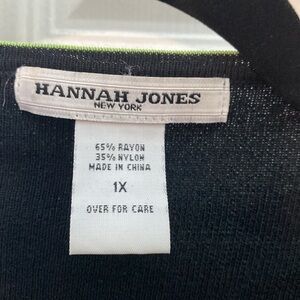 HANNAH JONES
NEW YORK
65% RAYON
35% NYLON
MADE IN CHINA
1X
OVER FOR CARE